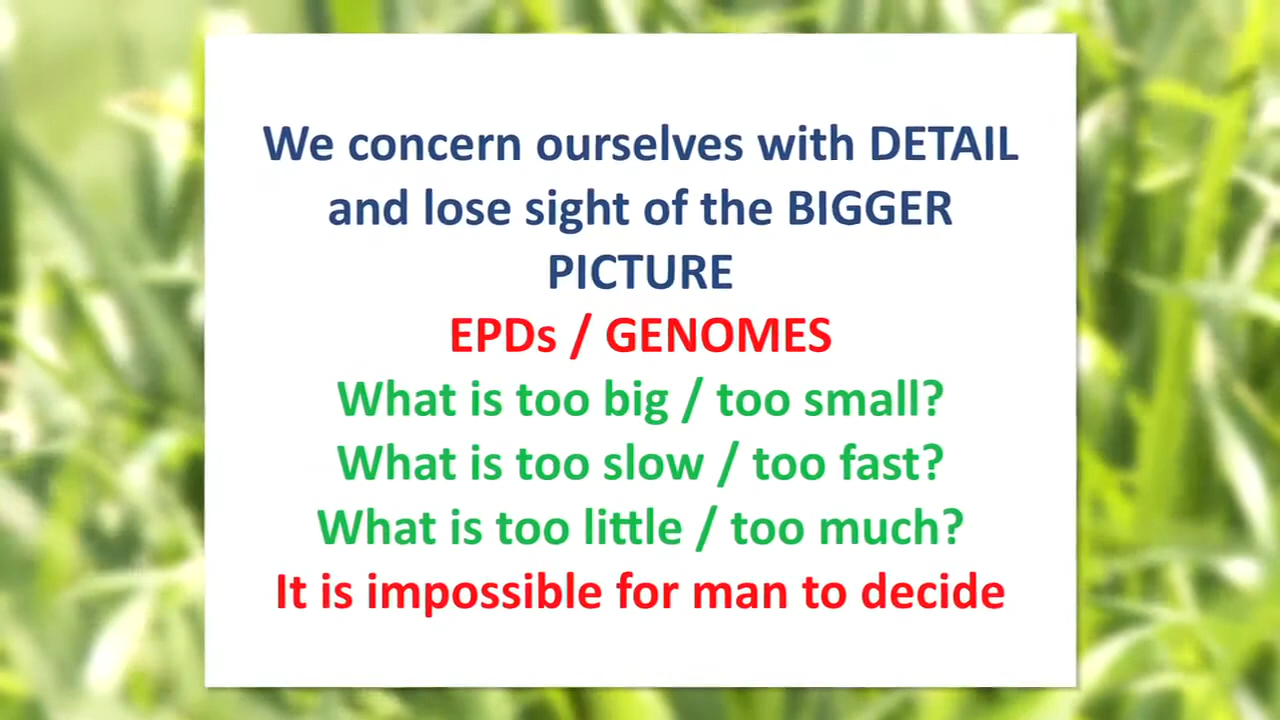 We concern ourselves with DETAIL
and lose sight of the BIGGER
PICTURE
EPDs / GENOMES
What is too big / too small?
What is too slow / too fast?
What is too little / too much?
It is impossible for man to decide